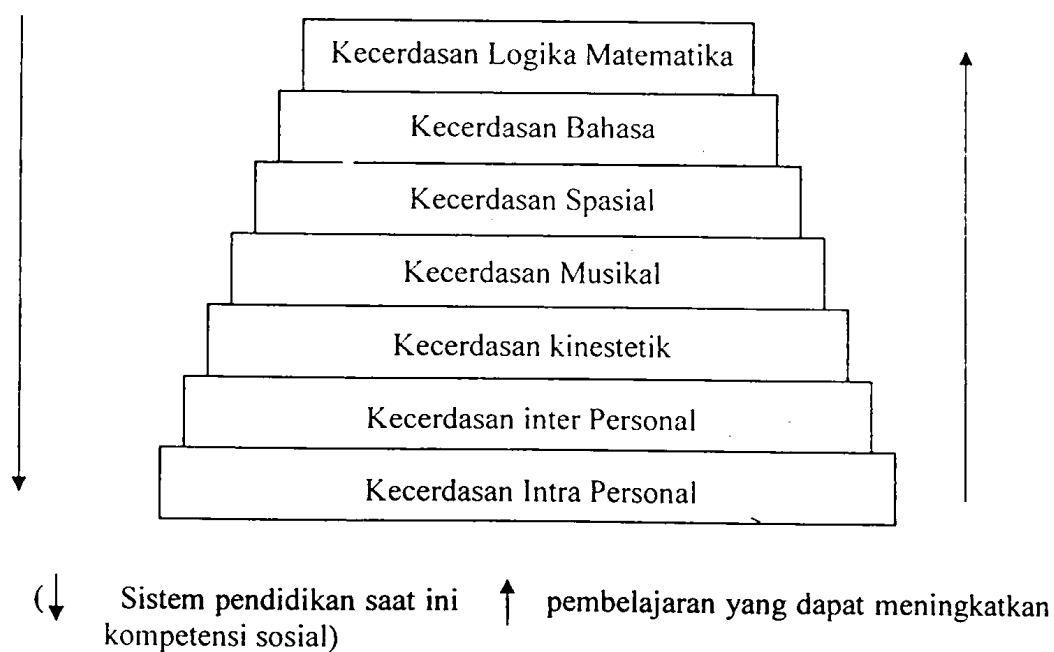 Kecerdasan Logika Matematika
Kecerdasan Bahasa
Kecerdasan Spasial
Kecerdasan Musikal
Kecerdasan kinestetik
Kecerdasan inter Personal
Kecerdasan Intra Personal
(↓ Sistem pendidikan saat ini ↑ pembelajaran yang dapat meningkatkan
kompetensi sosial)